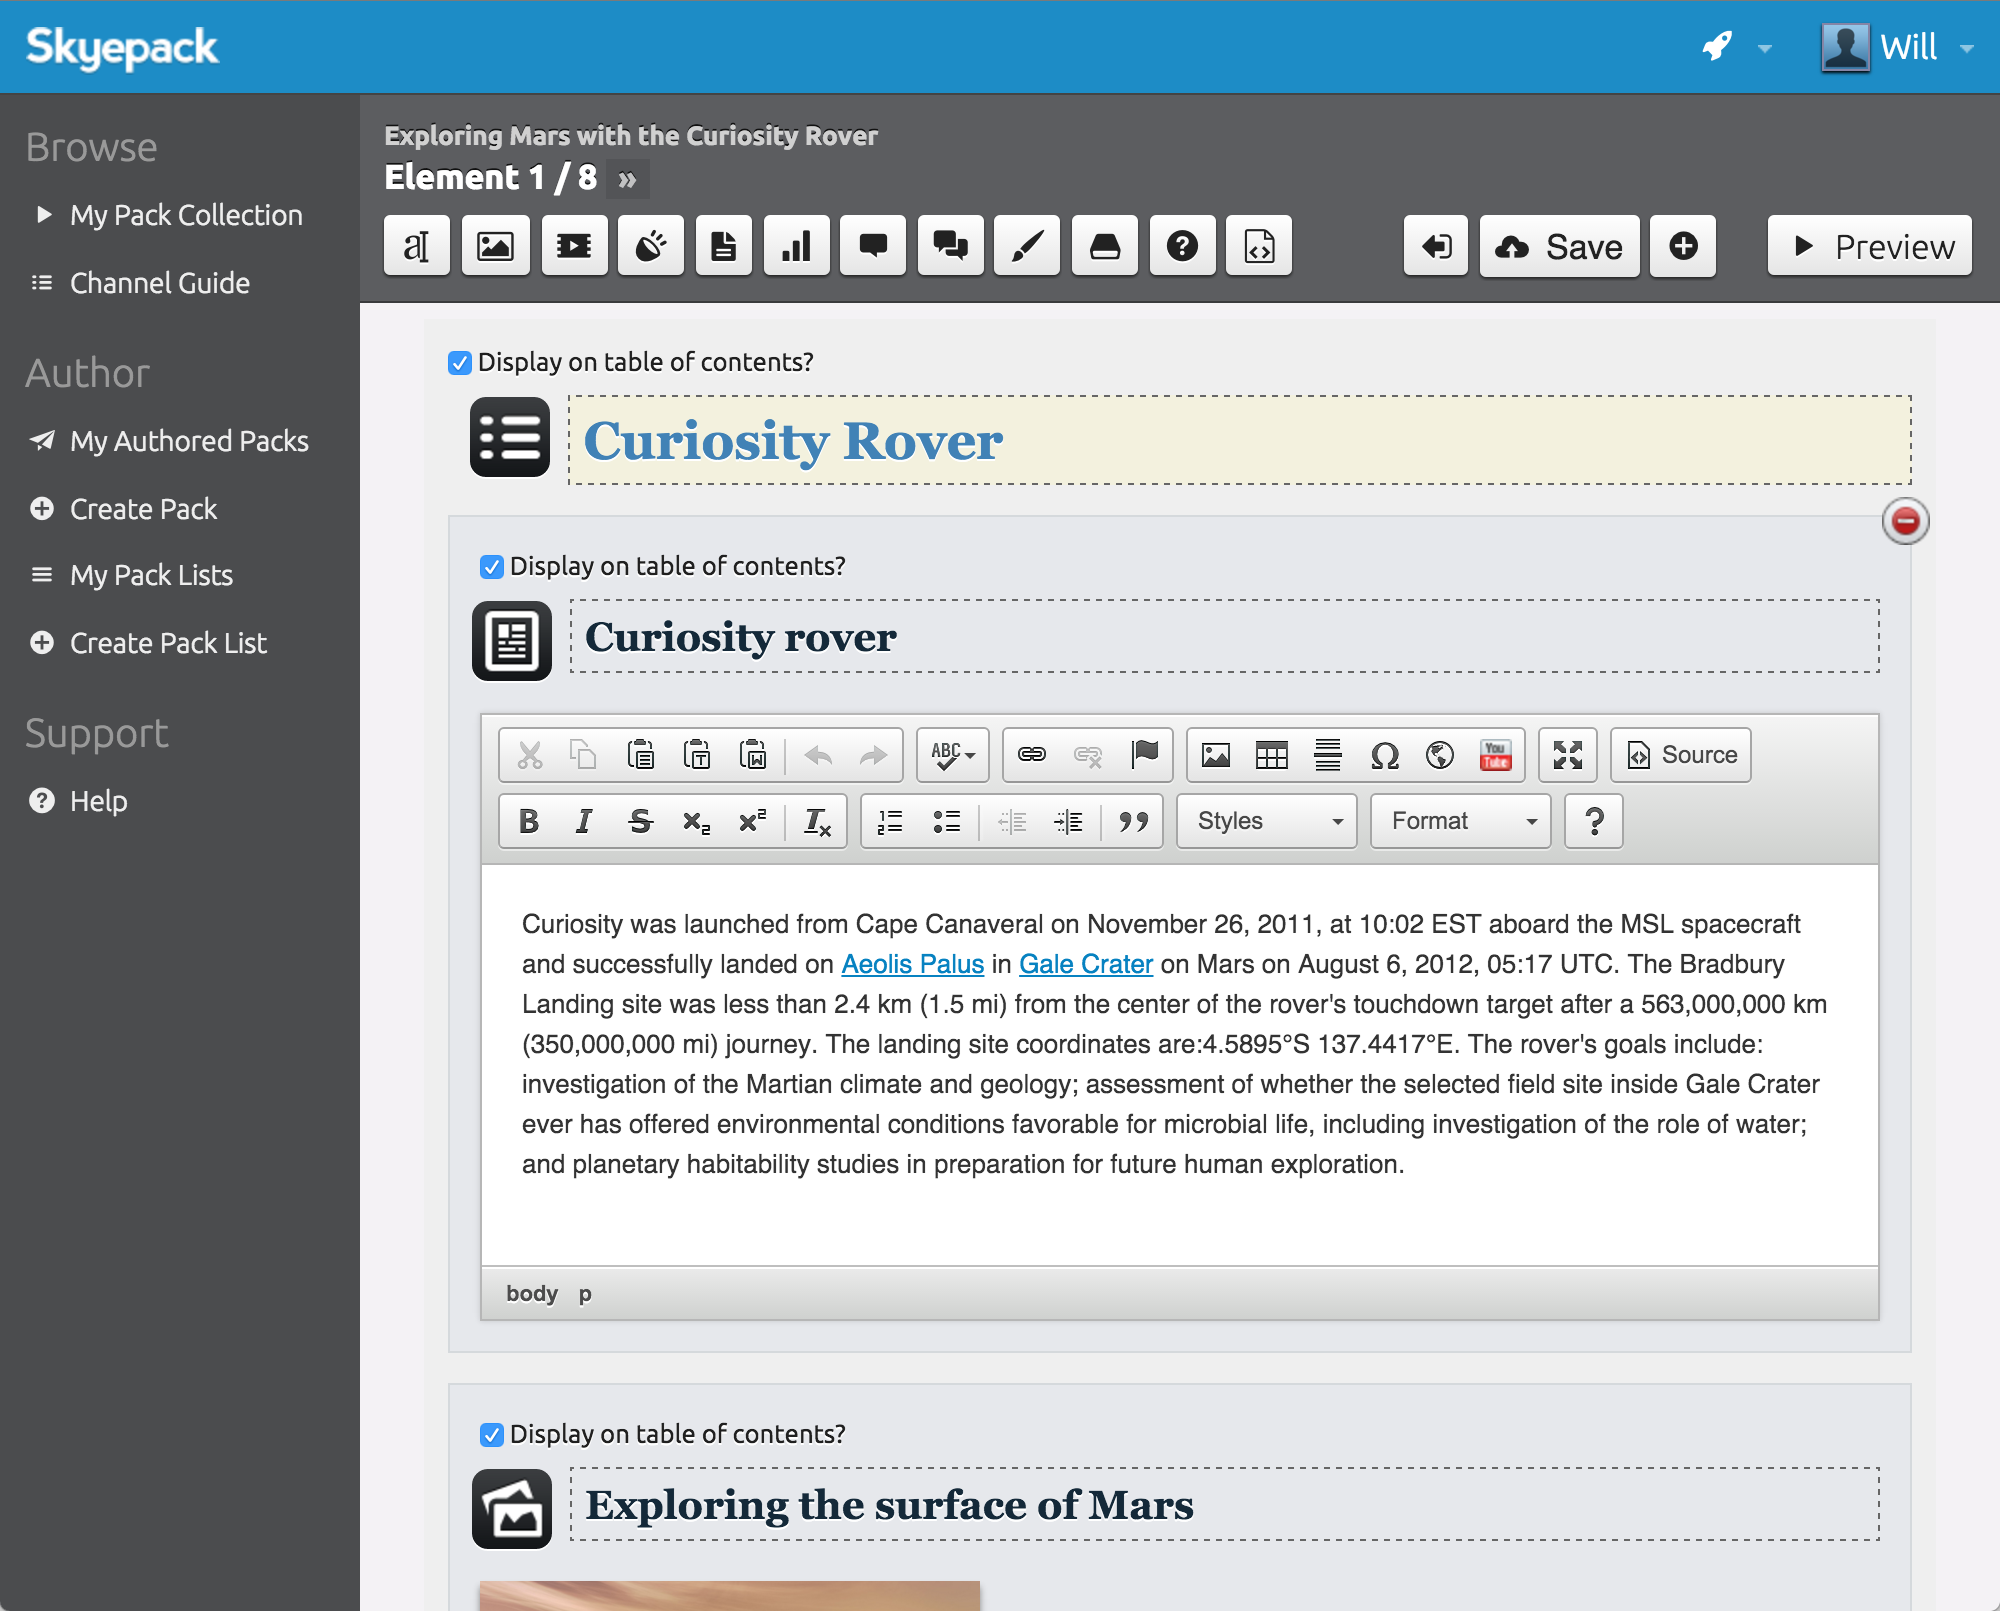 Skyepack
Will
Browse
My Pack Collection
Channel Guide
Author
My Authored Packs
Create Pack
My Pack Lists
Create Pack List
Support
Help
Exploring Mars with the Curiosity Rover
Element 1 / 8 »
Save
Preview
Display on table of contents?
Curiosity Rover
Display on table of contents?
Curiosity rover
ABC
You
Tube
Source
B I S x₂ x² Tx
Styles
Format
?
Curiosity was launched from Cape Canaveral on November 26, 2011, at 10:02 EST aboard the MSL spacecraft
and successfully landed on Aeolis Palus in Gale Crater on Mars on August 6, 2012, 05:17 UTC. The Bradbury
Landing site was less than 2.4 km (1.5 mi) from the center of the rover's touchdown target after a 563,000,000 km
(350,000,000 mi) journey. The landing site coordinates are:4.5895°S 137.4417°E. The rover's goals include:
investigation of the Martian climate and geology; assessment of whether the selected field site inside Gale Crater
ever has offered environmental conditions favorable for microbial life, including investigation of the role of water;
and planetary habitability studies in preparation for future human exploration.
body p
Display on table of contents?
Exploring the surface of Mars